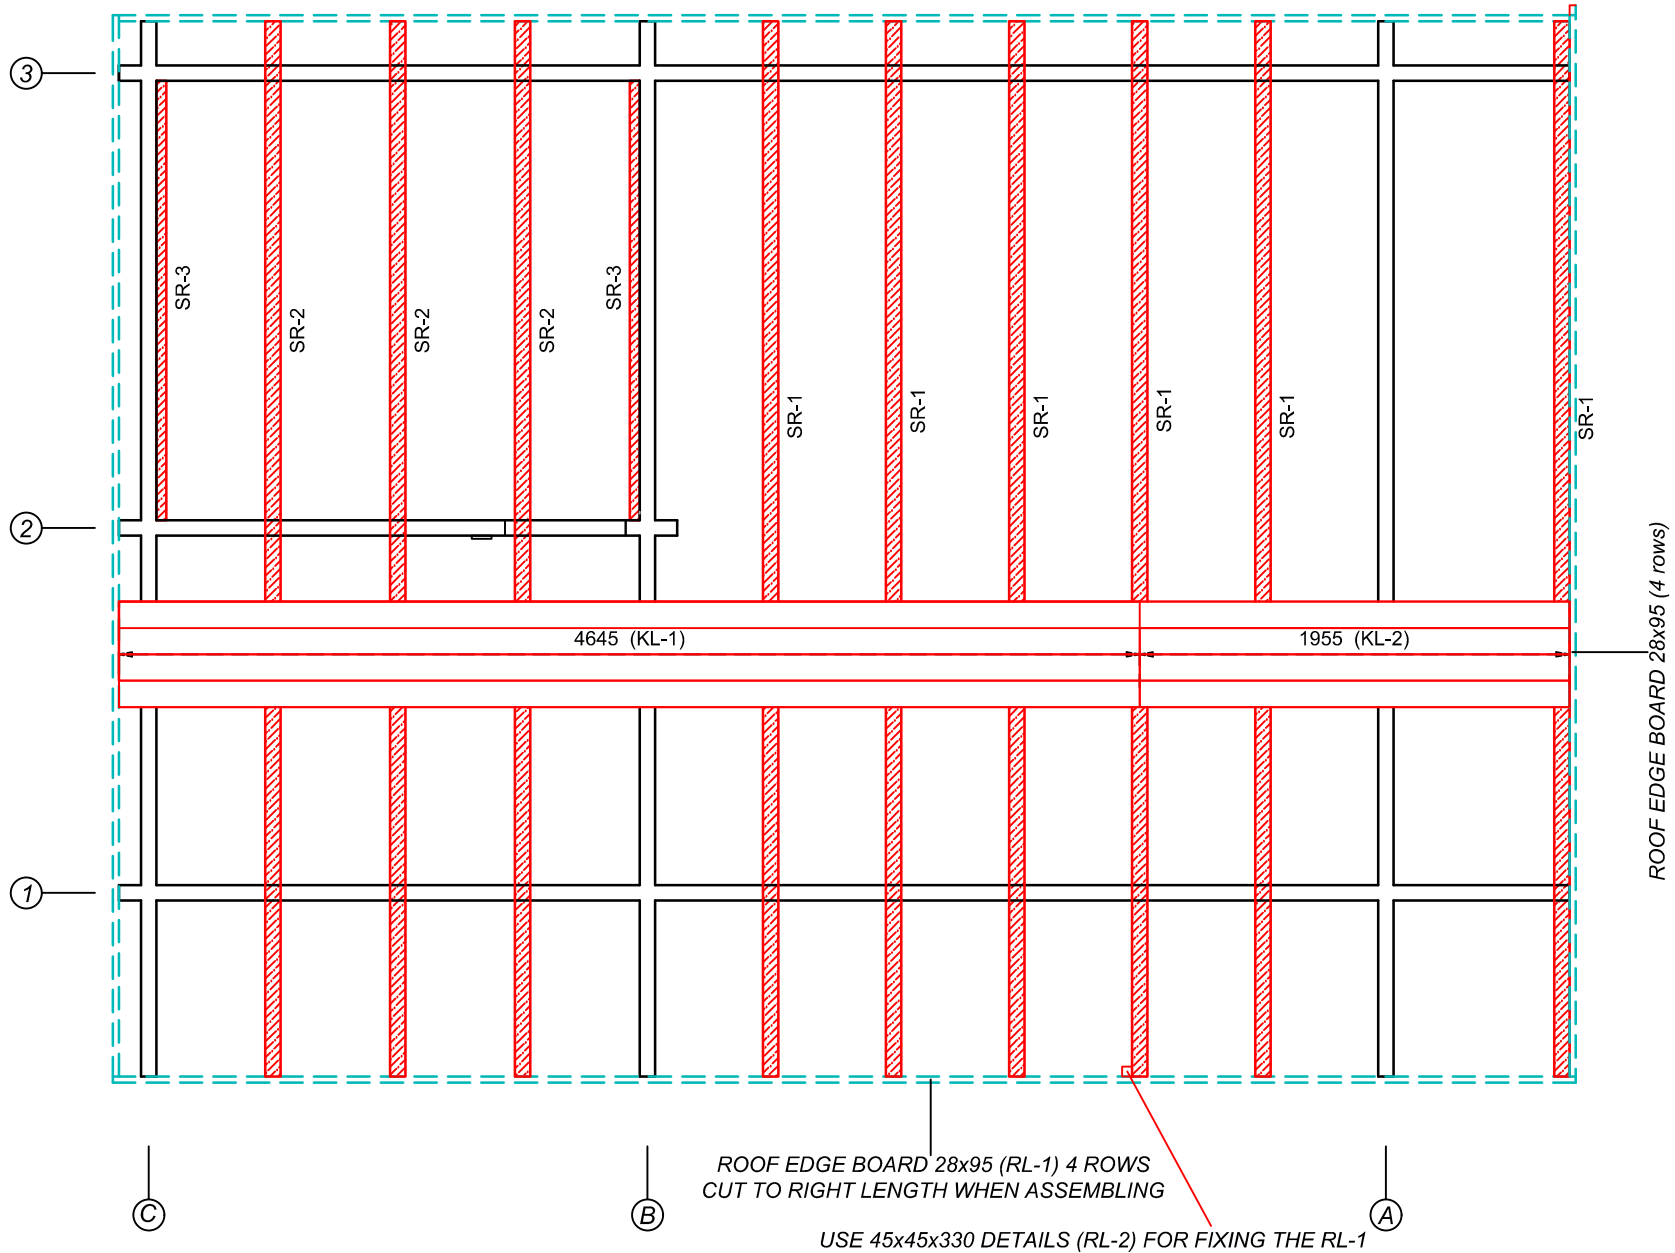 3
SR-3
SR-2
SR-2
SR-2
SR-3
SR-1
SR-1
SR-1
SR-1
SR-1
SR-1
2
4645 (KL-1)
1955 (KL-2)
ROOF EDGE BOARD 28x95 (4 rows)
1
ROOF EDGE BOARD 28x95 (RL-1) 4 ROWS
CUT TO RIGHT LENGTH WHEN ASSEMBLING
C
B
A
USE 45x45x330 DETAILS (RL-2) FOR FIXING THE RL-1